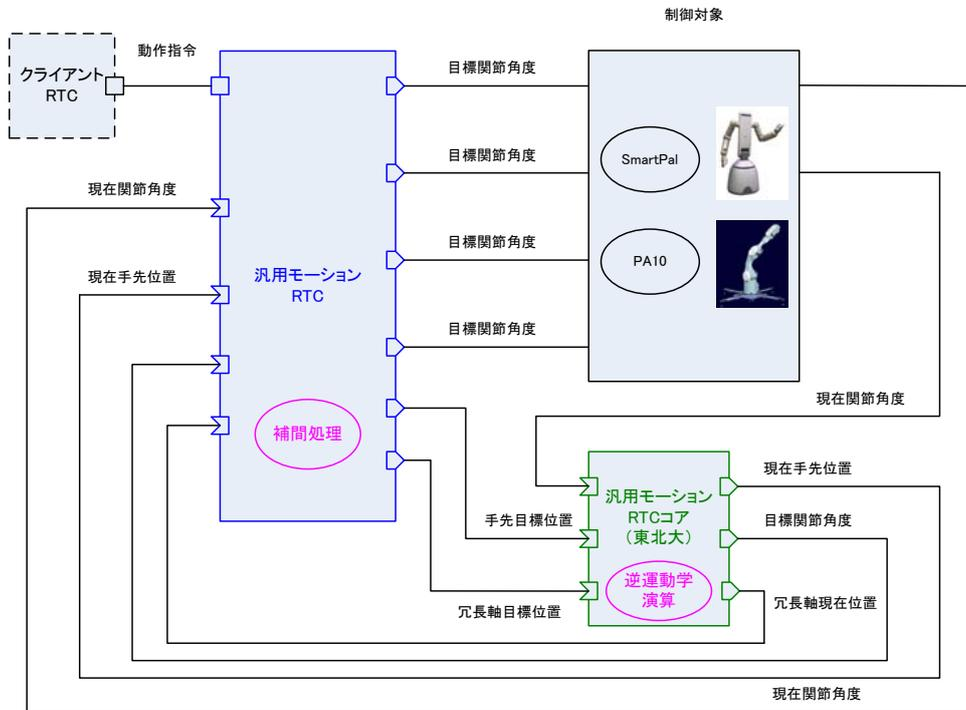 制御対象
クライアント
RTC
動作指令
目標関節角度
目標関節角度
SmartPal
現在関節角度
目標関節角度
PA10
現在手先位置
汎用モーション
RTC
目標関節角度
現在関節角度
補間処理
現在手先位置
汎用モーション
RTCコア
(東北大)
手先目標位置
目標関節角度
逆運動学
演算
冗長軸目標位置
冗長軸現在位置
現在関節角度